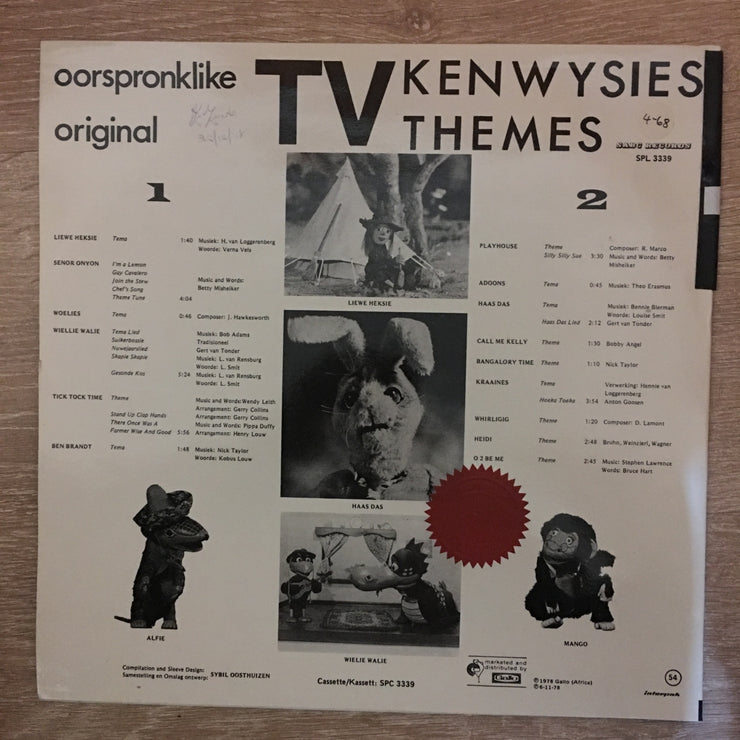 oorspronklike
original
TV KENWYSIES
THEMES
4-68
SABC RECORDS
SPL 3339
1
LIEWE HEKSIE Tema 1:40 Musiek: H. van Loggerenberg
Woorde: Verna Vels
SENOR ONYON I'm a Lemon
Gay Cavalero
Join the Stew Music and Words:
Chef's Song Betty Misheiker
Theme Tune 4:04
WOELIES Tema 0:46 Composer: J. Hawkesworth
WIELLIE WALIE Tema Lied Musiek: Bob Adams
Suikerbossie Tradisioneel
Nuwejaarslied Gert van Tonder
Skapie Skapie Musiek: L. van Rensburg
Woorde: L. Smit
Gesonde Kos 5:24 Musiek: L. van Rensburg
Woorde: L. Smit
TICK TOCK TIME Theme Music and Words: Wendy Leith
Arrangement: Gerry Collins
Stand Up Clap Hands Arrangement: Gerry Collins
There Once Was A Music and Words: Pippa Duffy
Farmer Wise And Good 5:56 Arrangement: Henry Louw
BEN BRANDT Tema 1:48 Musiek: Nick Taylor
Woorde: Kobus Louw
LIEWE HEKSIE
HAAS DAS
WIELIE WALIE
2
PLAYHOUSE Theme Composer: R. Marco
Silly Silly Sue 3:30 Music and Words: Betty
Misheiker
ADOONS Tema 0:45 Musiek: Theo Erasmus
HAAS DAS Tema Musiek: Bennie Bierman
Woorde: Louise Smit
Haas Das Lied 2:12 Gert van Tonder
CALL ME KELLY Theme 1:30 Bobby Angel
BANGALORY TIME Theme 1:10 Nick Taylor
KRAAINES Tema Verwerking: Hennie van
Loggerenberg
Hoeka Toeka 3:54 Anton Goosen
WHIRLIGIG Theme 1:20 Composer: D. Lamont
HEIDI Theme 2:48 Bruhn, Weinzierl, Wagner
O 2 BE ME Theme 2:45 Music: Stephen Lawrence
Words: Bruce Hart
ALFIE
MANGO
Compilation and Sleeve Design:
Samestelling en Omslag ontwerp: SYBIL OOSTHUIZEN
Cassette/Kassett: SPC 3339
marketed and
distributed by
Gallo
℗ 1978 Gallo (Africa)
©6-11-78
54
interpak